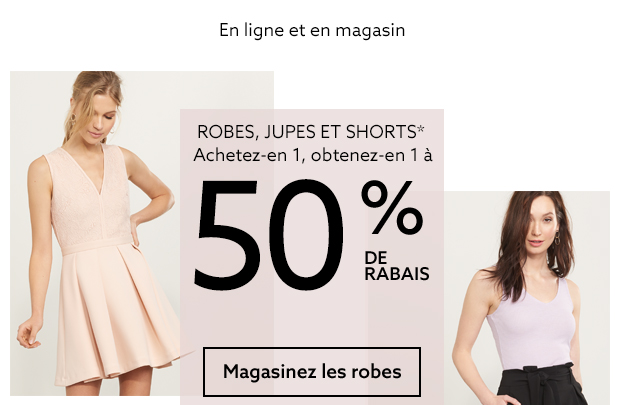 En ligne et en magasin
ROBES, JUPES ET SHORTS*
Achetez-en 1, obtenez-en 1 à
50 %
DE
RABAIS
Magasinez les robes